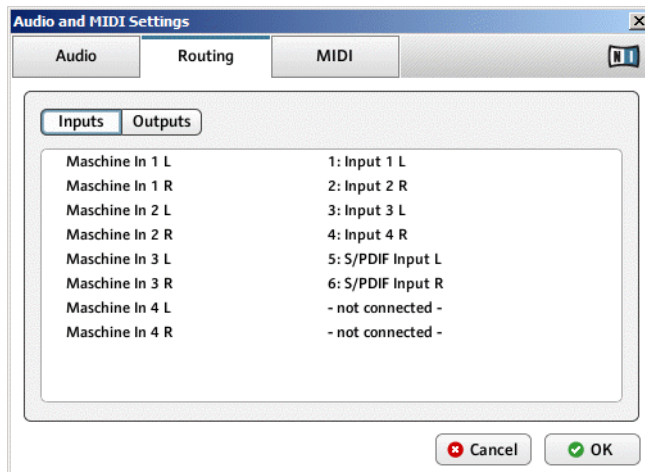 Audio and MIDI Settings
Audio Routing MIDI
NI
Inputs Outputs
Maschine In 1 L 1: Input 1 L
Maschine In 1 R 2: Input 2 R
Maschine In 2 L 3: Input 3 L
Maschine In 2 R 4: Input 4 R
Maschine In 3 L 5: S/PDIF Input L
Maschine In 3 R 6: S/PDIF Input R
Maschine In 4 L - not connected -
Maschine In 4 R - not connected -
Cancel OK